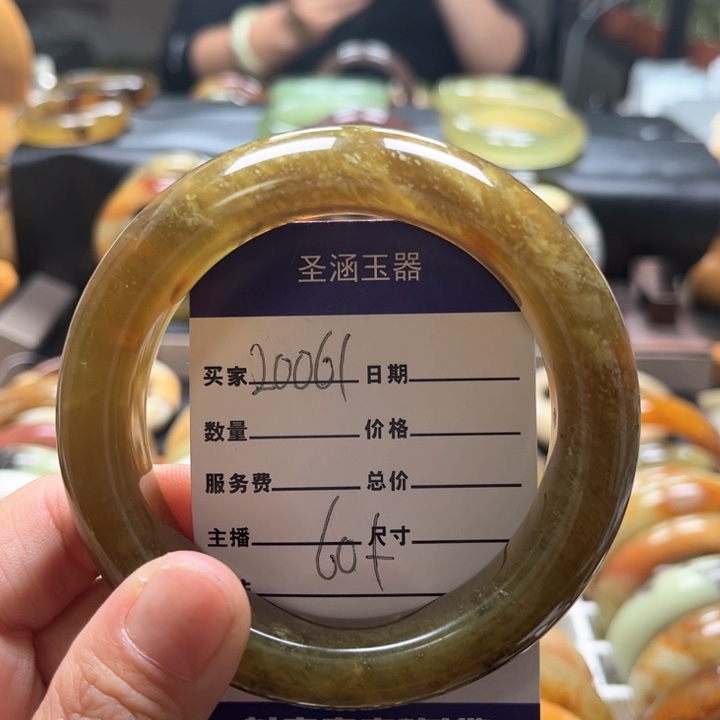 圣涵玉器
买家 20061 日期
数量 价格
服务费 总价
主播 尺寸
60+